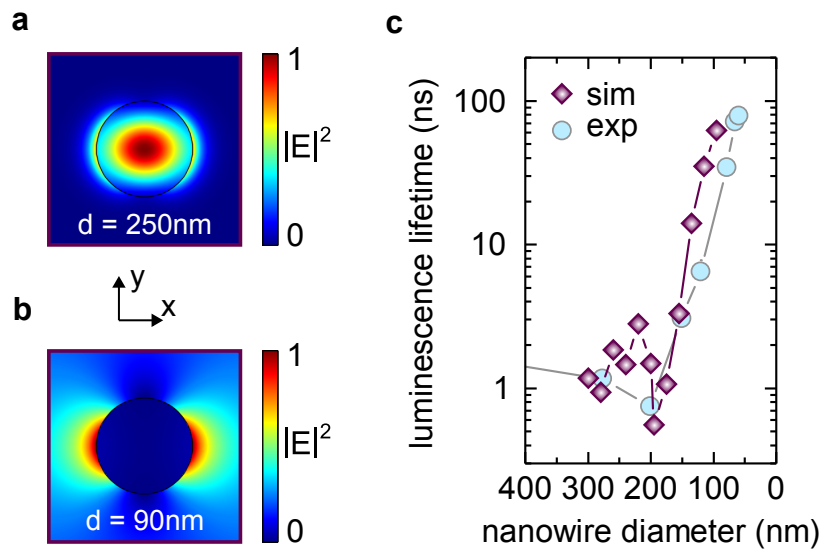 a
1
|E|²
0
d = 250nm
y
x
b
1
|E|²
0
d = 90nm
c
luminescence lifetime (ns)
100
10
1
sim
exp
400 300 200 100 0
nanowire diameter (nm)